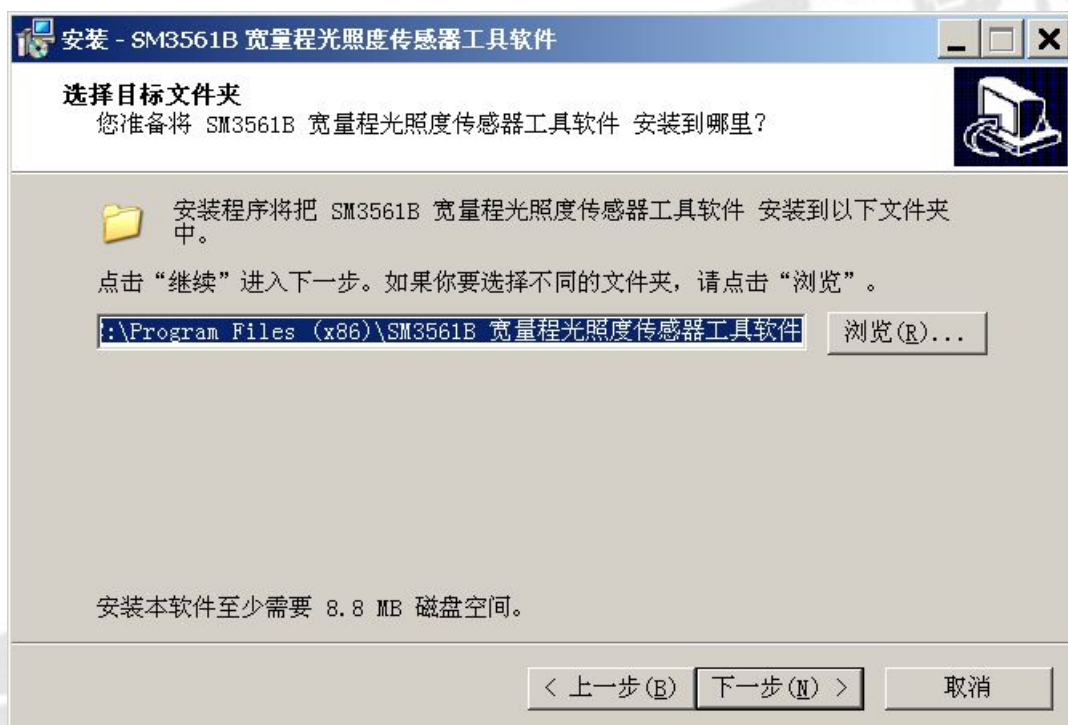 安装 - SM3561B 宽量程光照度传感器工具软件
选择目标文件夹
您准备将 SM3561B 宽量程光照度传感器工具软件 安装到哪里？
安装程序将把 SM3561B 宽量程光照度传感器工具软件 安装到以下文件夹
中。
点击“继续”进入下一步。如果你要选择不同的文件夹，请点击“浏览”。
:\Program Files (x86)\SM3561B 宽量程光照度传感器工具软件
浏览(R)...
安装本软件至少需要 8.8 MB 磁盘空间。
< 上一步(B)
下一步(N) >
取消